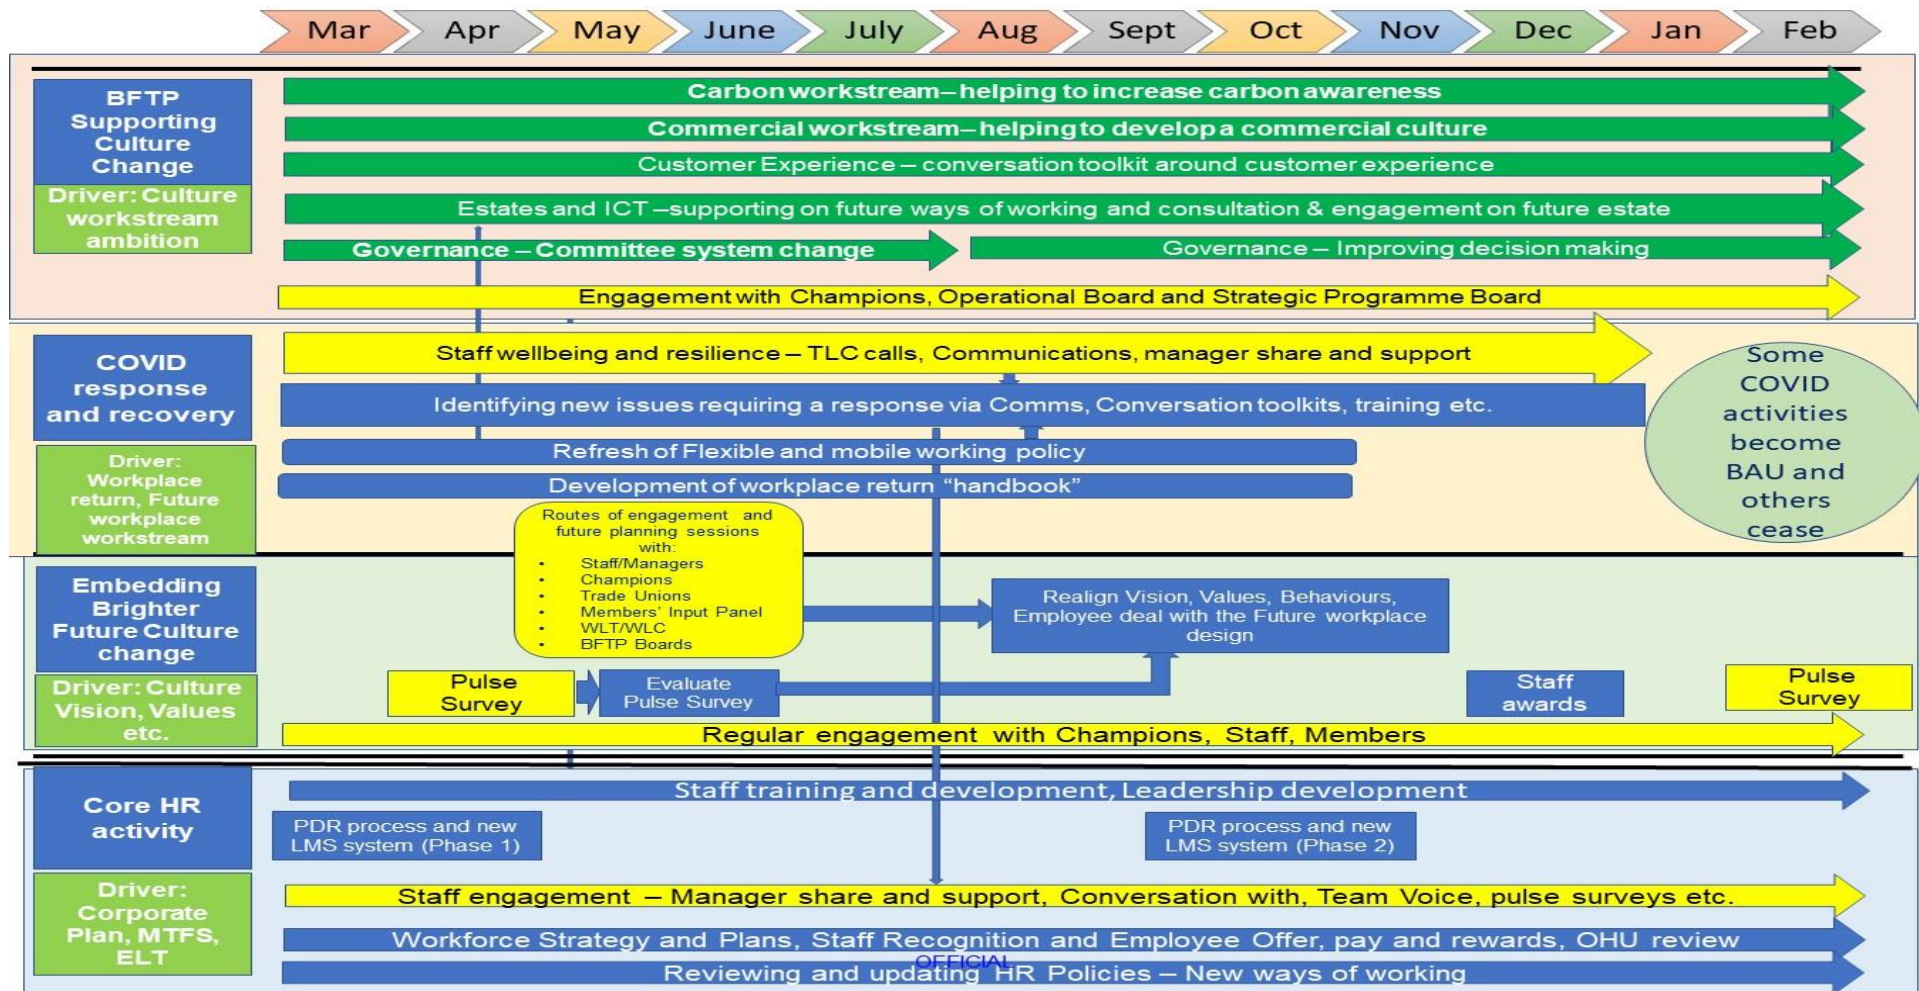 Mar Apr May June July Aug Sept Oct Nov Dec Jan Feb
BFTP
Supporting
Culture
Change
Driver: Culture
workstream
ambition
Carbon workstream–helping to increase carbon awareness
Commercial workstream–helping to develop a commercial culture
Customer Experience – conversation toolkit around customer experience
Estates and ICT –supporting on future ways of working and consultation & engagement on future estate
Governance – Committee system change
Governance – Improving decision making
Engagement with Champions, Operational Board and Strategic Programme Board
COVID
response
and recovery
Driver:
Workplace
return, Future
workplace
workstream
Staff wellbeing and resilience – TLC calls, Communications, manager share and support
Identifying new issues requiring a response via Comms, Conversation toolkits, training etc.
Refresh of Flexible and mobile working policy
Development of workplace return “handbook”
Some
COVID
activities
become
BAU and
others
cease
Embedding
Brighter
Future Culture
change
Driver: Culture
Vision, Values
etc.
Routes of engagement and
future planning sessions
with:
• Staff/Managers
• Champions
• Trade Unions
• Members’ Input Panel
• WLT/WLC
• BFTP Boards
Realign Vision, Values, Behaviours,
Employee deal with the Future workplace
design
Pulse
Survey
Evaluate
Pulse Survey
Staff
awards
Pulse
Survey
Regular engagement with Champions, Staff, Members
Core HR
activity
Driver:
Corporate
Plan, MTFS,
ELT
Staff training and development, Leadership development
PDR process and new
LMS system (Phase 1)
PDR process and new
LMS system (Phase 2)
Staff engagement – Manager share and support, Conversation with, Team Voice, pulse surveys etc.
Workforce Strategy and Plans, Staff Recognition and Employee Offer, pay and rewards, OHU review
OFFICIAL
Reviewing and updating HR Policies – New ways of working